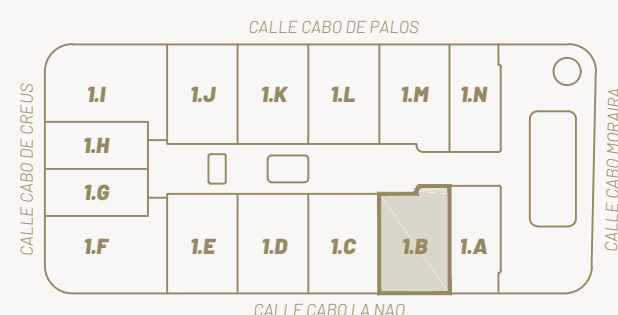 CALLE CABO DE PALOS
1.I
1.J
1.K
1.L
1.M
1.N
CALLE CABO DE CREUS
1.H
1.G
CALLE CABO MORAIRA
1.F
1.E
1.D
1.C
1.B
1.A
CALLE CABO LA NAO